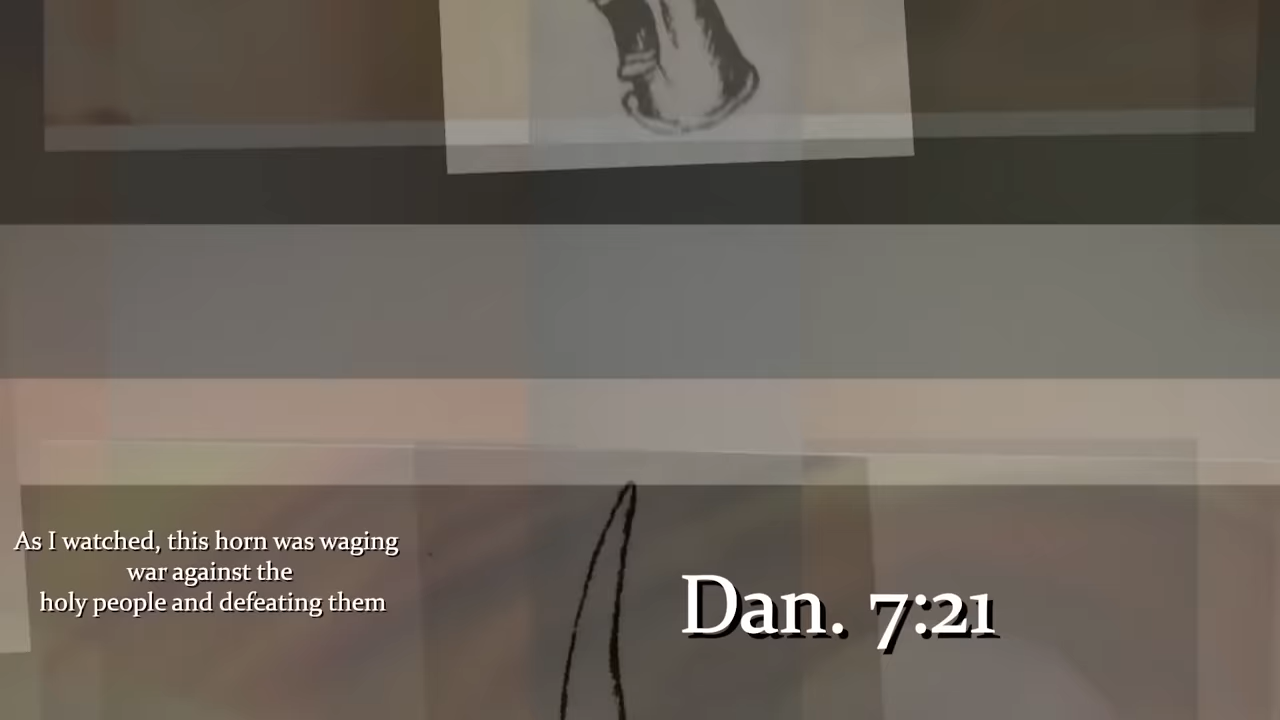 As I watched, this horn was waging
war against the
holy people and defeating them
Dan. 7:21